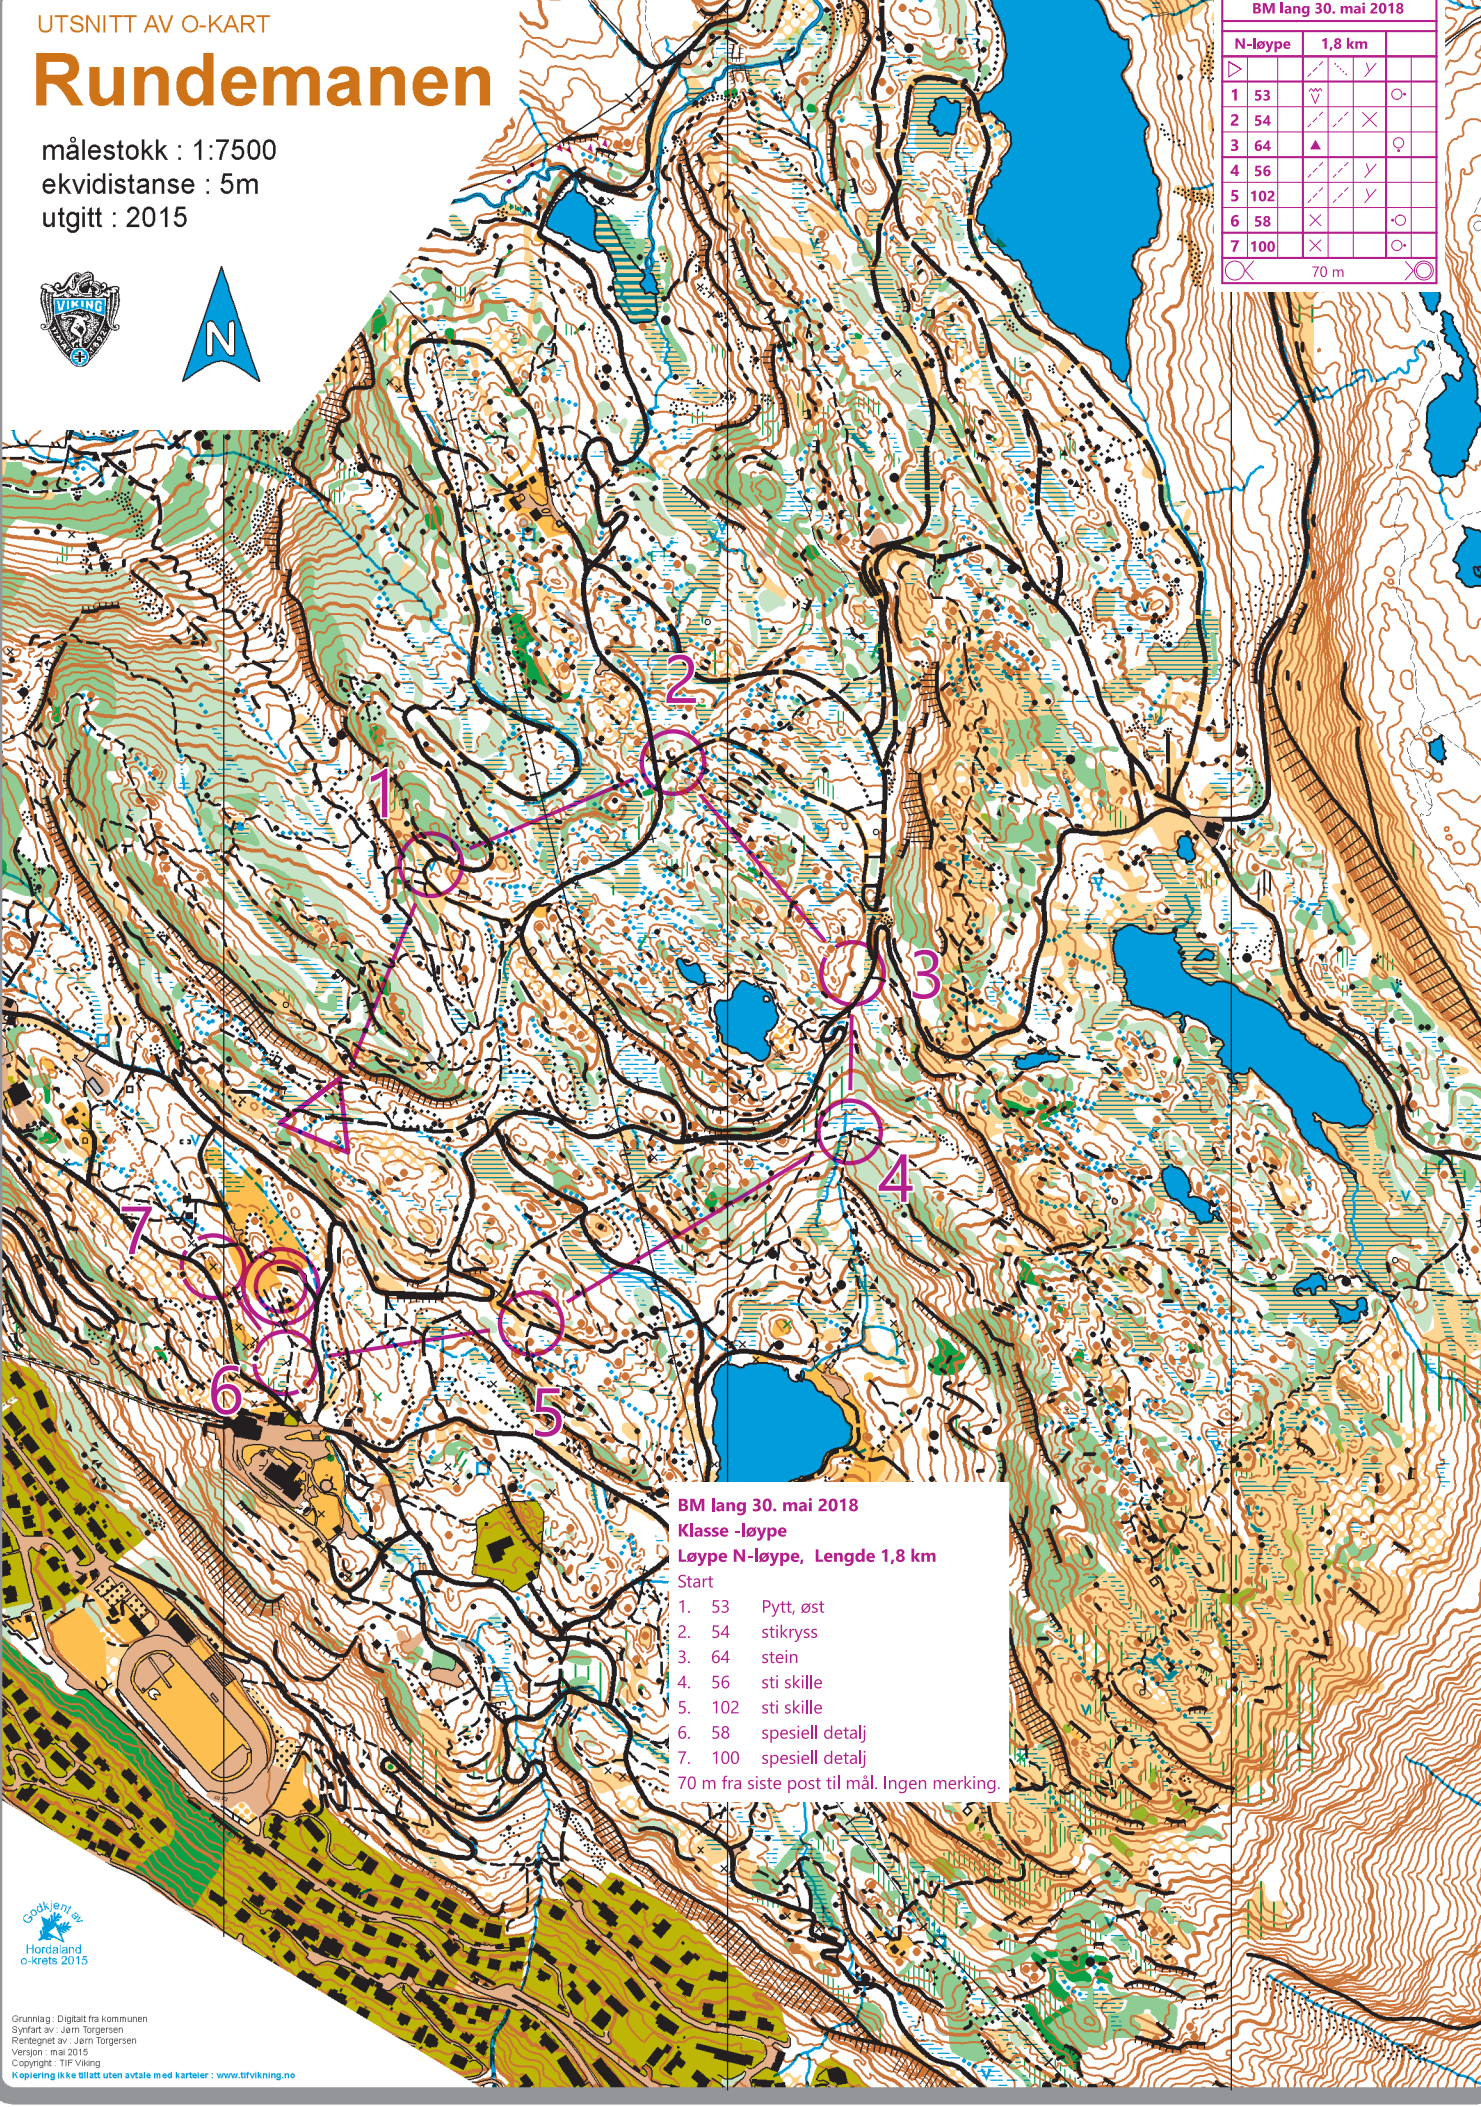 UTSNITT AV O-KART
Rundemanen
målestokk : 1:7500
ekvidistanse : 5m
utgitt : 2015
VIKING
N
BM lang 30. mai 2018
N-løype 1,8 km
1 53
2 54
3 64
4 56
5 102
6 58
7 100
70 m
1
2
3
4
5
6
7
BM lang 30. mai 2018
Klasse -løype
Løype N-løype, Lengde 1,8 km
Start
1. 53 Pytt, øst
2. 54 stikryss
3. 64 stein
4. 56 sti skille
5. 102 sti skille
6. 58 spesiell detalj
7. 100 spesiell detalj
70 m fra siste post til mål. Ingen merking.
Godkjent av
Hordaland
o-krets 2015
Grunnlag : Digitalt fra kommunen
Synfart av : Jørn Torgersen
Rentegnet av : Jørn Torgersen
Versjon : mai 2015
Copyright : TIF Viking
Kopiering ikke tillatt uten avtale med karteier : www.tifvikning.no